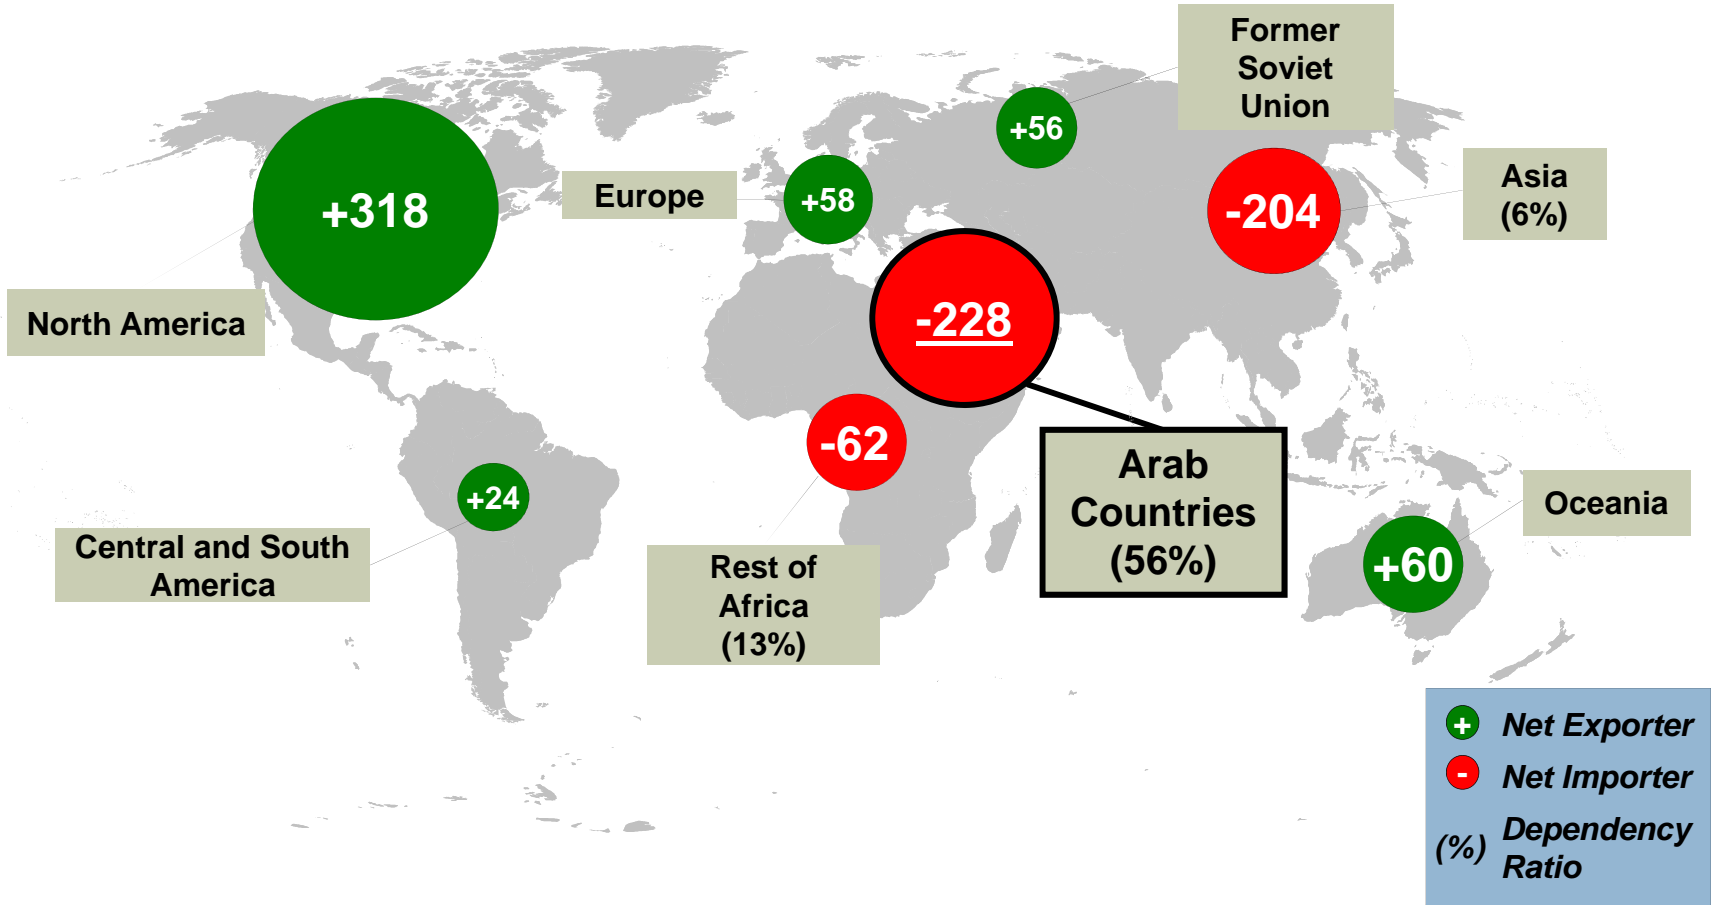 Former
Soviet
Union
+56
Asia
(6%)
-204
Europe
+58
+318
North America
-228
Arab
Countries
(56%)
-62
Rest of
Africa
(13%)
+24
Central and South
America
Oceania
+60
+ Net Exporter
- Net Importer
(%) Dependency
Ratio